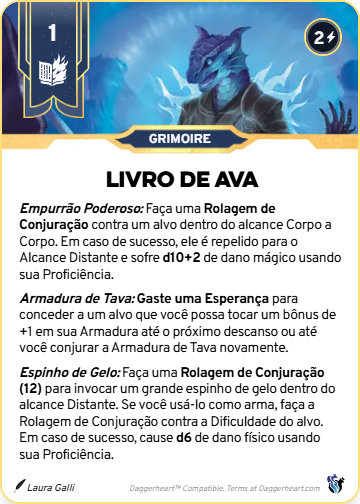 1
2
GRIMOIRE
LIVRO DE AVA
Empurrão Poderoso: Faça uma Rolagem de
Conjuração contra um alvo dentro do alcance Corpo a
Corpo. Em caso de sucesso, ele é repelido para o
Alcance Distante e sofre d10+2 de dano mágico usando
sua Proficiência.
Armadura de Tava: Gaste uma Esperança para
conceder a um alvo que você possa tocar um bônus de
+1 em sua Armadura até o próximo descanso ou até
você conjurar a Armadura de Tava novamente.
Espinho de Gelo: Faça uma Rolagem de Conjuração
(12) para invocar um grande espinho de gelo dentro do
alcance Distante. Se você usá-lo como arma, faça a
Rolagem de Conjuração contra a Dificuldade do alvo.
Em caso de sucesso, cause d6 de dano físico usando
sua Proficiência.
Laura Galli
Daggerheart™ Compatible. Terms at Daggerheart.com